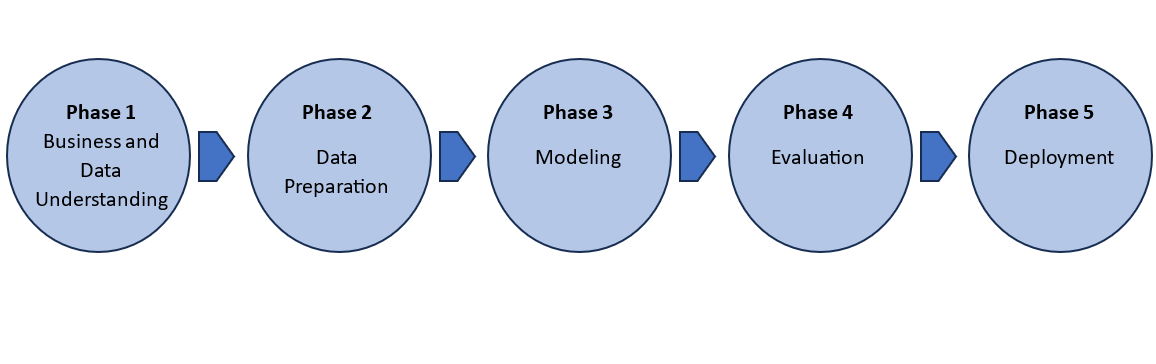 Phase 1
Business and
Data
Understanding
Phase 2
Data
Preparation
Phase 3
Modeling
Phase 4
Evaluation
Phase 5
Deployment